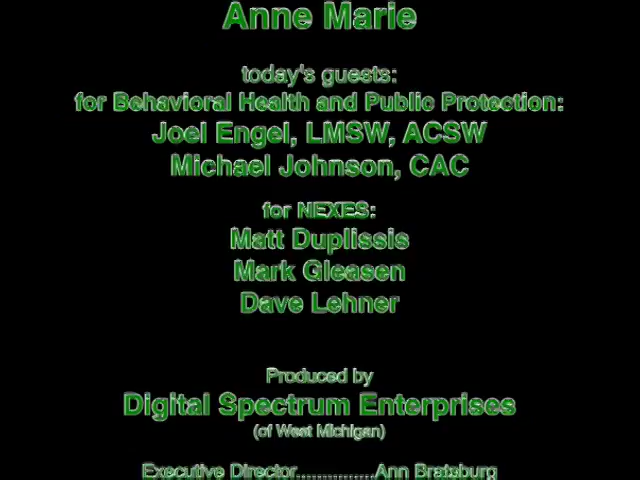 Anne Marie
today's guests:
for Behavioral Health and Public Protection:
Joel Engel, LMSW, ACSW
Michael Johnson, CAC
for NEXES:
Matt Duplissis
Mark Gleasen
Dave Lehner
Produced by
Digital Spectrum Enterprises
(of West Michigan)
Executive Director...............Ann Bratsburg